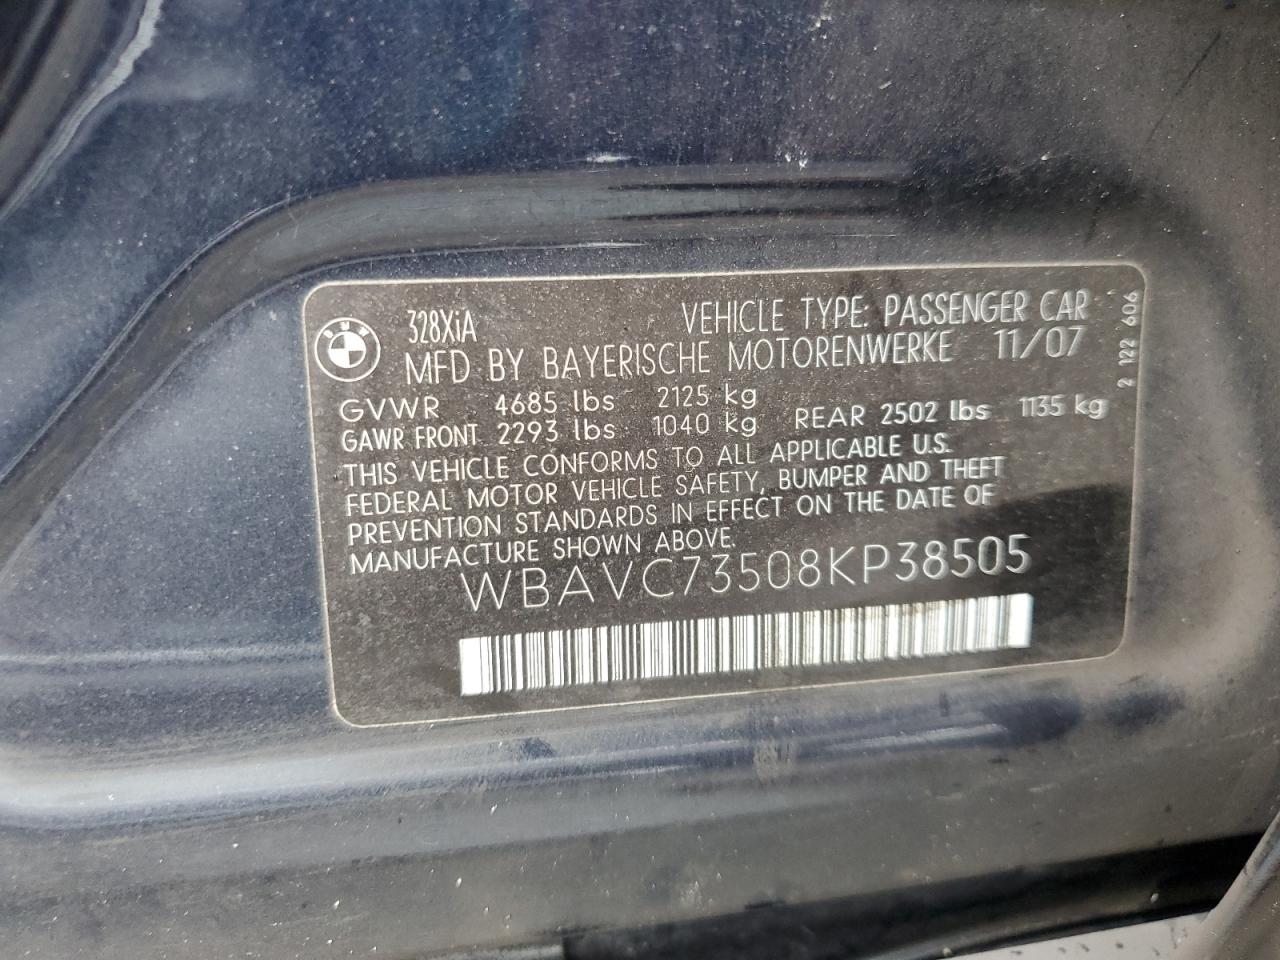 BMW
328XiA VEHICLE TYPE: PASSENGER CAR
MFD BY BAYERISCHE MOTORENWERKE 11/07
GVWR 4685 lbs 2125 kg
GAWR FRONT 2293 lbs 1040 kg REAR 2502 lbs 1135 kg
THIS VEHICLE CONFORMS TO ALL APPLICABLE U.S.
FEDERAL MOTOR VEHICLE SAFETY, BUMPER AND THEFT
PREVENTION STANDARDS IN EFFECT ON THE DATE OF
MANUFACTURE SHOWN ABOVE.
WBAVC73508KP38505
2 122 606